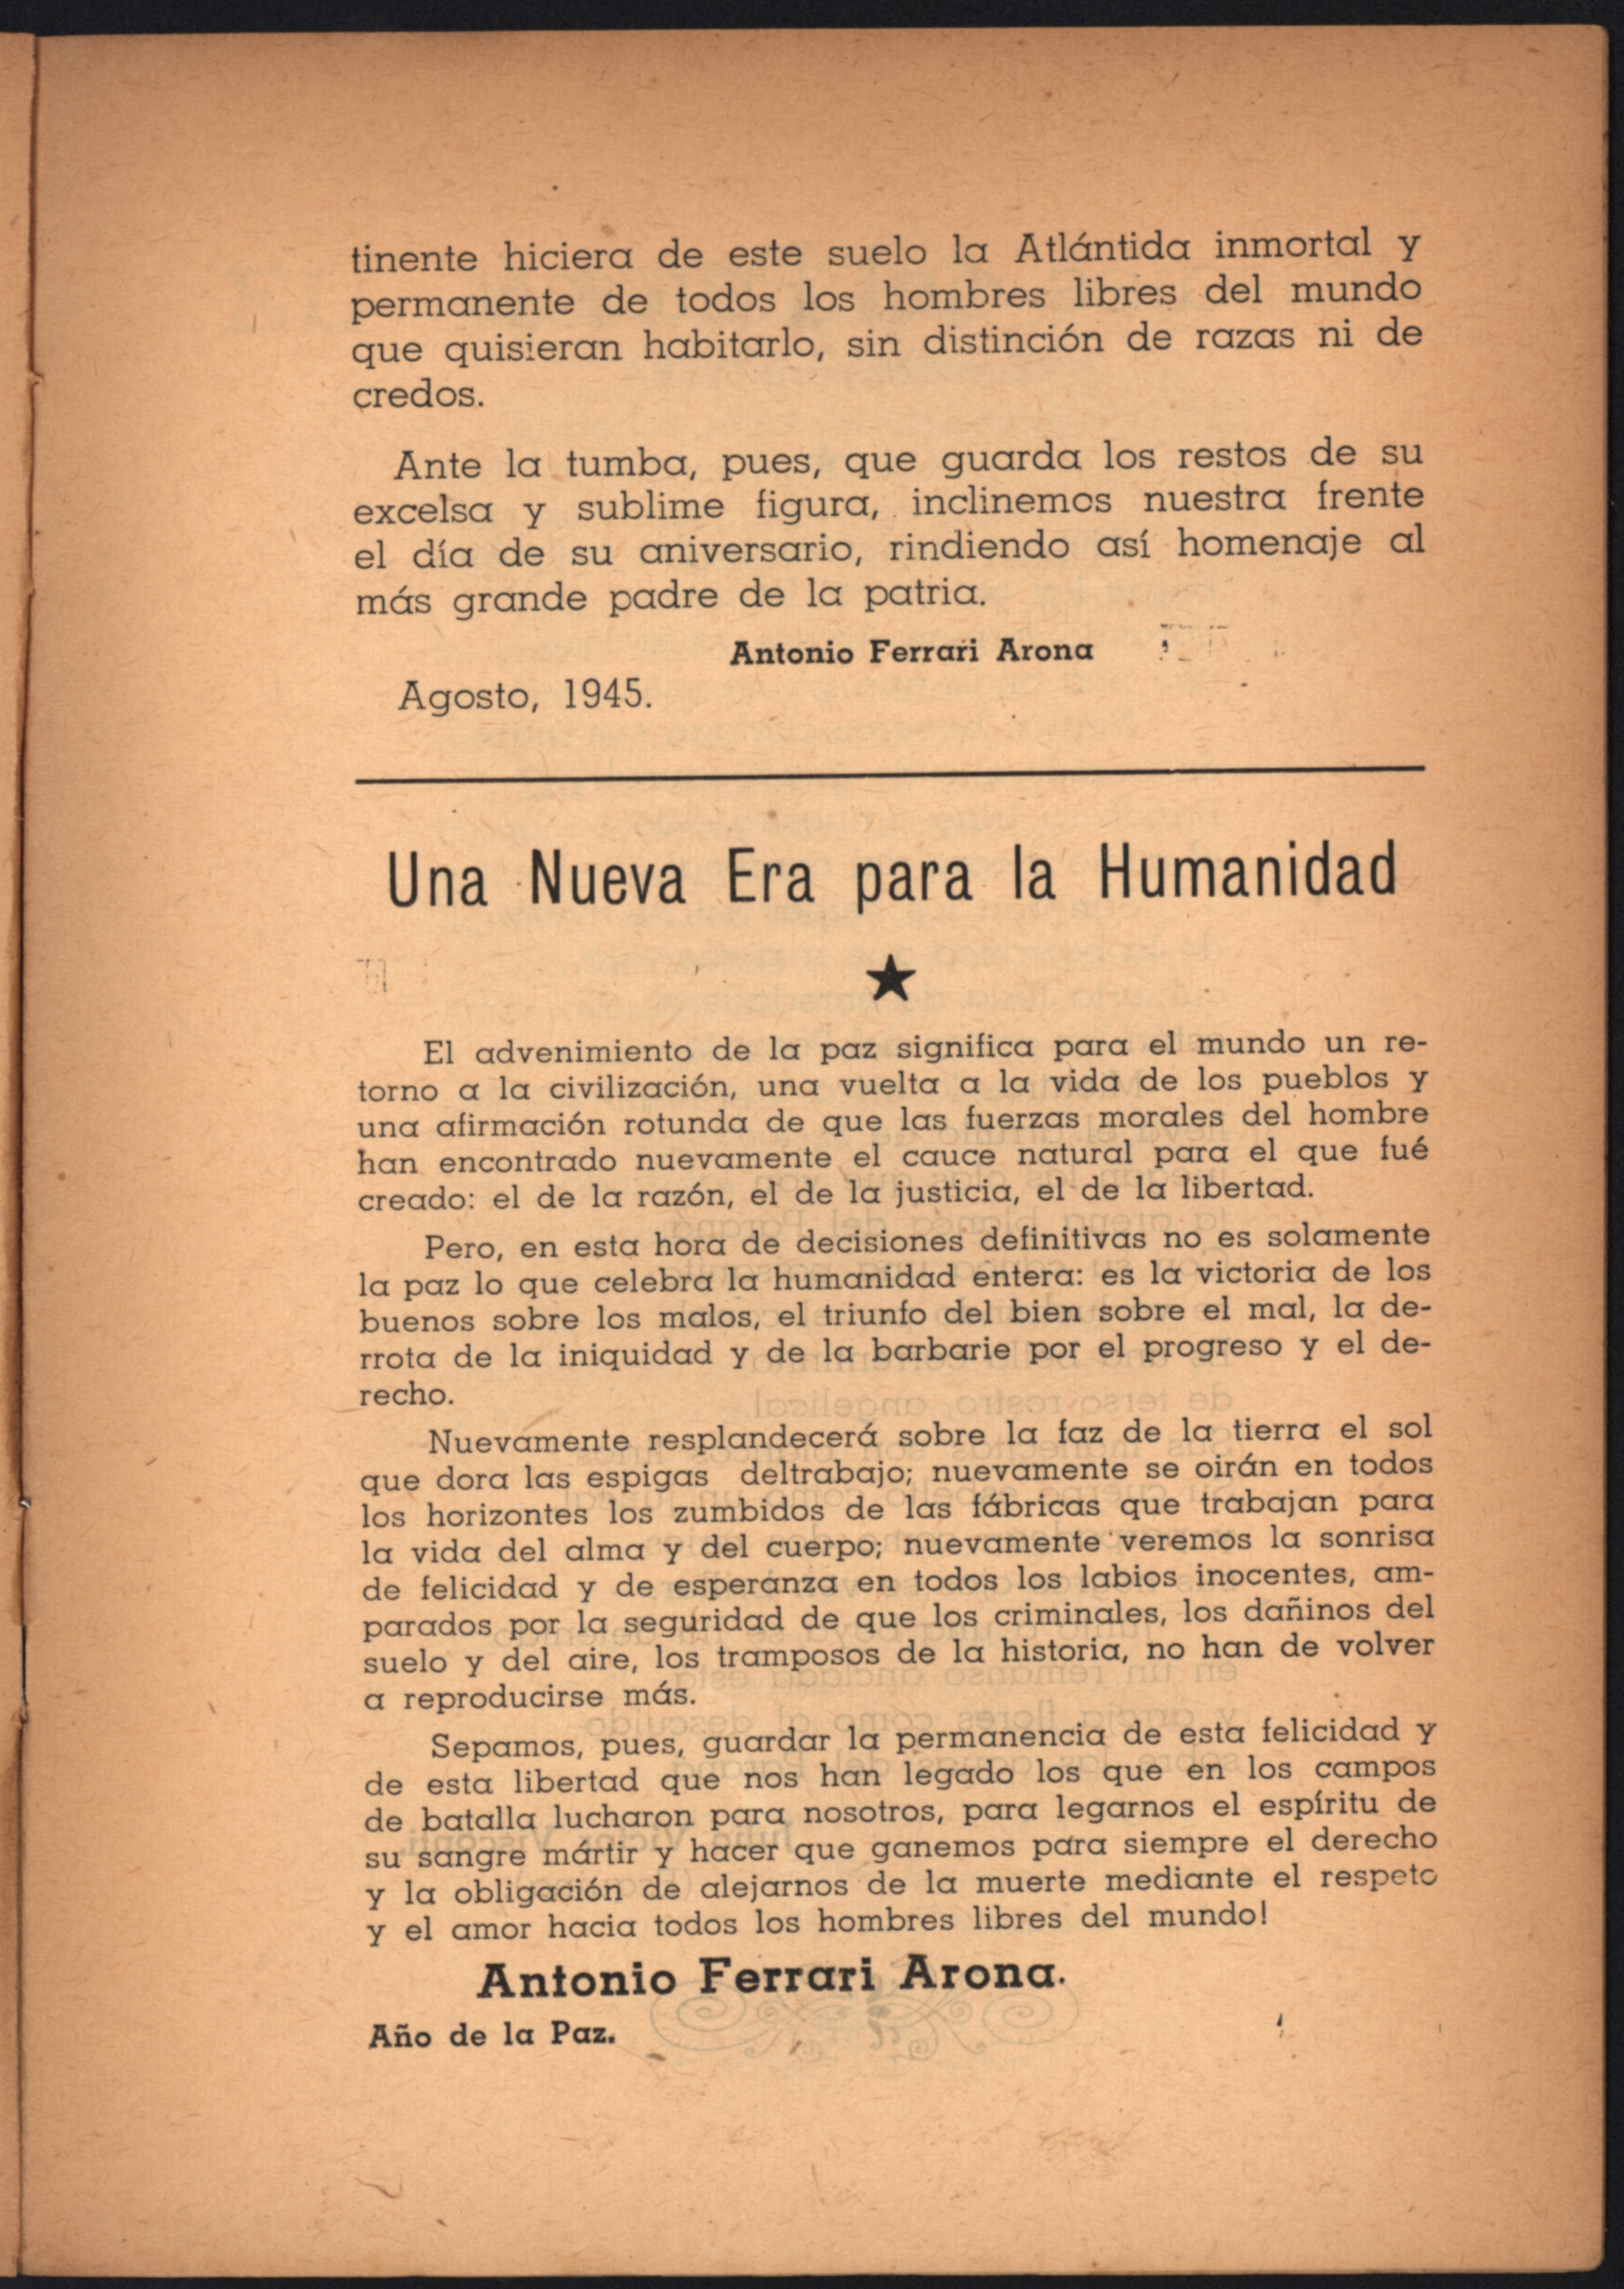 tinente hiciera de este suelo la Atlántida inmortal y
permanente de todos los hombres libres del mundo
que quisieran habitarlo, sin distinción de razas ni de
credos.
Ante la tumba, pues, que guarda los restos de su
excelsa y sublime figura, inclinemos nuestra frente
el día de su aniversario, rindiendo así homenaje al
más grande padre de la patria.
Antonio Ferrari Arona
Agosto, 1945.
Una Nueva Era para la Humanidad
★
El advenimiento de la paz significa para el mundo un re-
torno a la civilización, una vuelta a la vida de los pueblos y
una afirmación rotunda de que las fuerzas morales del hombre
han encontrado nuevamente el cauce natural para el que fué
creado: el de la razón, el de la justicia, el de la libertad.
Pero, en esta hora de decisiones definitivas no es solamente
la paz lo que celebra la humanidad entera: es la victoria de los
buenos sobre los malos, el triunfo del bien sobre el mal, la de-
rrota de la iniquidad y de la barbarie por el progreso y el de-
recho.
Nuevamente resplandecerá sobre la faz de la tierra el sol
que dora las espigas deltrabajo; nuevamente se oirán en todos
los horizontes los zumbidos de las fábricas que trabajan para
la vida del alma y del cuerpo; nuevamente veremos la sonrisa
de felicidad y de esperanza en todos los labios inocentes, am-
parados por la seguridad de que los criminales, los dañinos del
suelo y del aire, los tramposos de la historia, no han de volver
a reproducirse más.
Sepamos, pues, guardar la permanencia de esta felicidad y
de esta libertad que nos han legado los que en los campos
de batalla lucharon para nosotros, para legarnos el espíritu de
su sangre mártir y hacer que ganemos para siempre el derecho
y la obligación de alejarnos de la muerte mediante el respeto
y el amor hacia todos los hombres libres del mundo!
Antonio Ferrari Arona.
Año de la Paz.